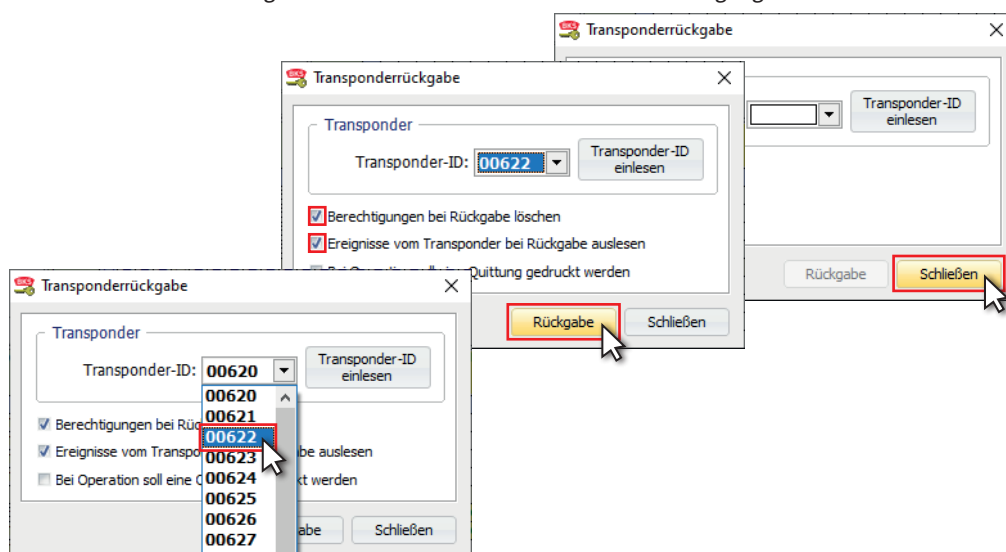 Transponderrückgabe
Transponder-ID
einlesen
Rückgabe
Schließen
BKS
Transponderrückgabe
Transponder
Transponder-ID:
00622
Transponder-ID
einlesen
Berechtigungen bei Rückgabe löschen
Ereignisse vom Transponder bei Rückgabe auslesen
Quittung gedruckt werden
Rückgabe
Schließen
Transponderrückgabe
Transponder
Transponder-ID:
00620
Transponder-ID
einlesen
00620
00621
00622
00623
00624
00625
00626
00627
Berechtigungen bei Rüc
Ereignisse vom Transpo be auslesen
Bei Operation soll eine Q kt werden
abe
Schließen